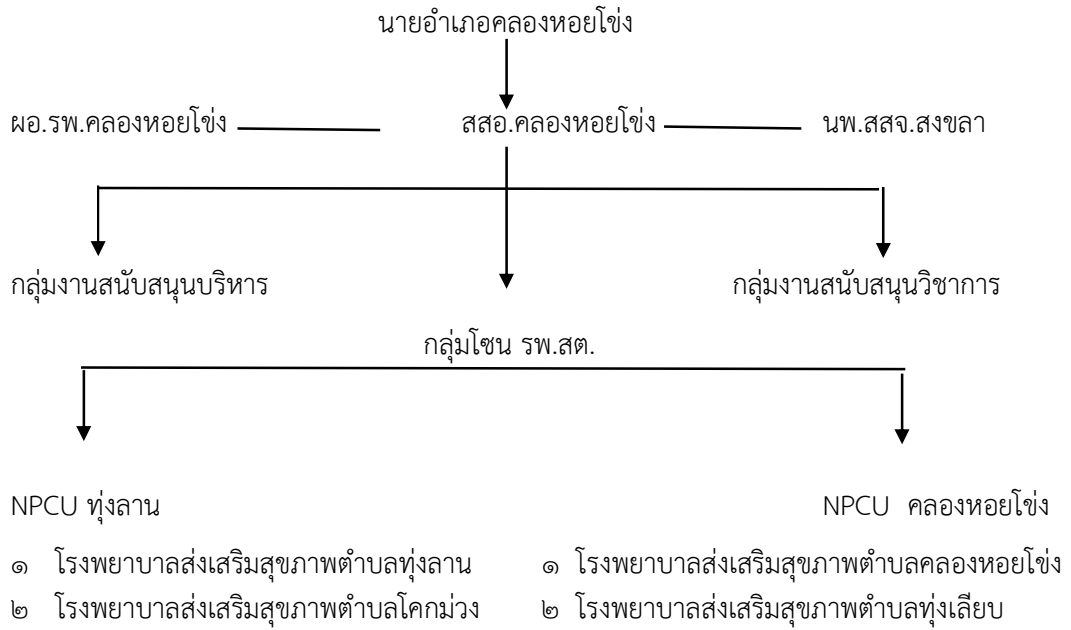 นายอำเภอคลองหอยโข่ง
ผอ.รพ.คลองหอยโข่ง สสอ.คลองหอยโข่ง นพ.สสจ.สงขลา
กลุ่มงานสนับสนุนบริหาร กลุ่มงานสนับสนุนวิชาการ
กลุ่มโซน รพ.สต.
NPCU ทุ่งลาน NPCU คลองหอยโข่ง
๑ โรงพยาบาลส่งเสริมสุขภาพตำบลทุ่งลาน ๑ โรงพยาบาลส่งเสริมสุขภาพตำบลคลองหอยโข่ง
๒ โรงพยาบาลส่งเสริมสุขภาพตำบลโคกม่วง ๒ โรงพยาบาลส่งเสริมสุขภาพตำบลทุ่งเลียบ